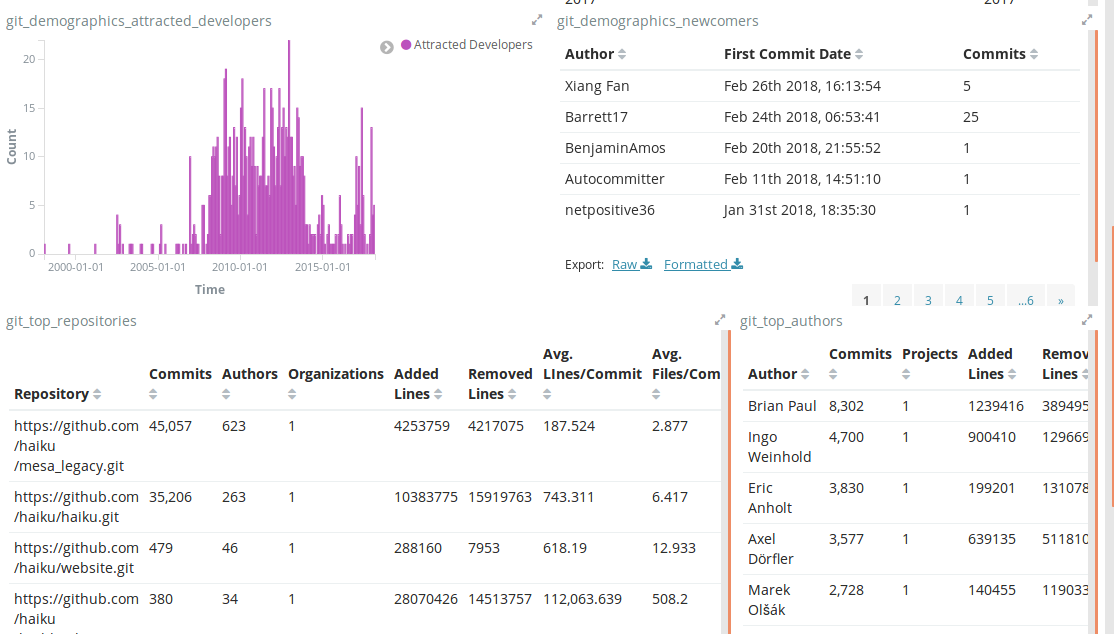 2017 2017
git_demographics_attracted_developers
Attracted Developers
Count
20
15
10
5
0
2000-01-01 2005-01-01 2010-01-01 2015-01-01
Time
git_demographics_newcomers
Author First Commit Date Commits
Xiang Fan Feb 26th 2018, 16:13:54 5
Barrett17 Feb 24th 2018, 06:53:41 25
BenjaminAmos Feb 20th 2018, 21:55:52 1
Autocommitter Feb 11th 2018, 14:51:10 1
netpositive36 Jan 31st 2018, 18:35:30 1
Export: Raw Formatted
1 2 3 4 5 ...6 »
git_top_repositories
Repository Commits Authors Organizations Added Lines Removed Lines Avg. LInes/Commit Avg. Files/Com
https://github.com 45,057 623 1 4253759 4217075 187.524 2.877
/haiku
/mesa_legacy.git
https://github.com 35,206 263 1 10383775 15919763 743.311 6.417
/haiku/haiku.git
https://github.com 479 46 1 288160 7953 618.19 12.933
/haiku/website.git
https://github.com 380 34 1 28070426 14513757 112,063.639 508.2
/haiku
git_top_authors
Author Commits Projects Added Lines Remov Lines
Brian Paul 8,302 1 1239416 389495
Ingo 4,700 1 900410 129669
Weinhold
Eric 3,830 1 199201 131078
Anholt
Axel 3,577 1 639135 511810
Dörfler
Marek 2,728 1 140455 119033
Olšák